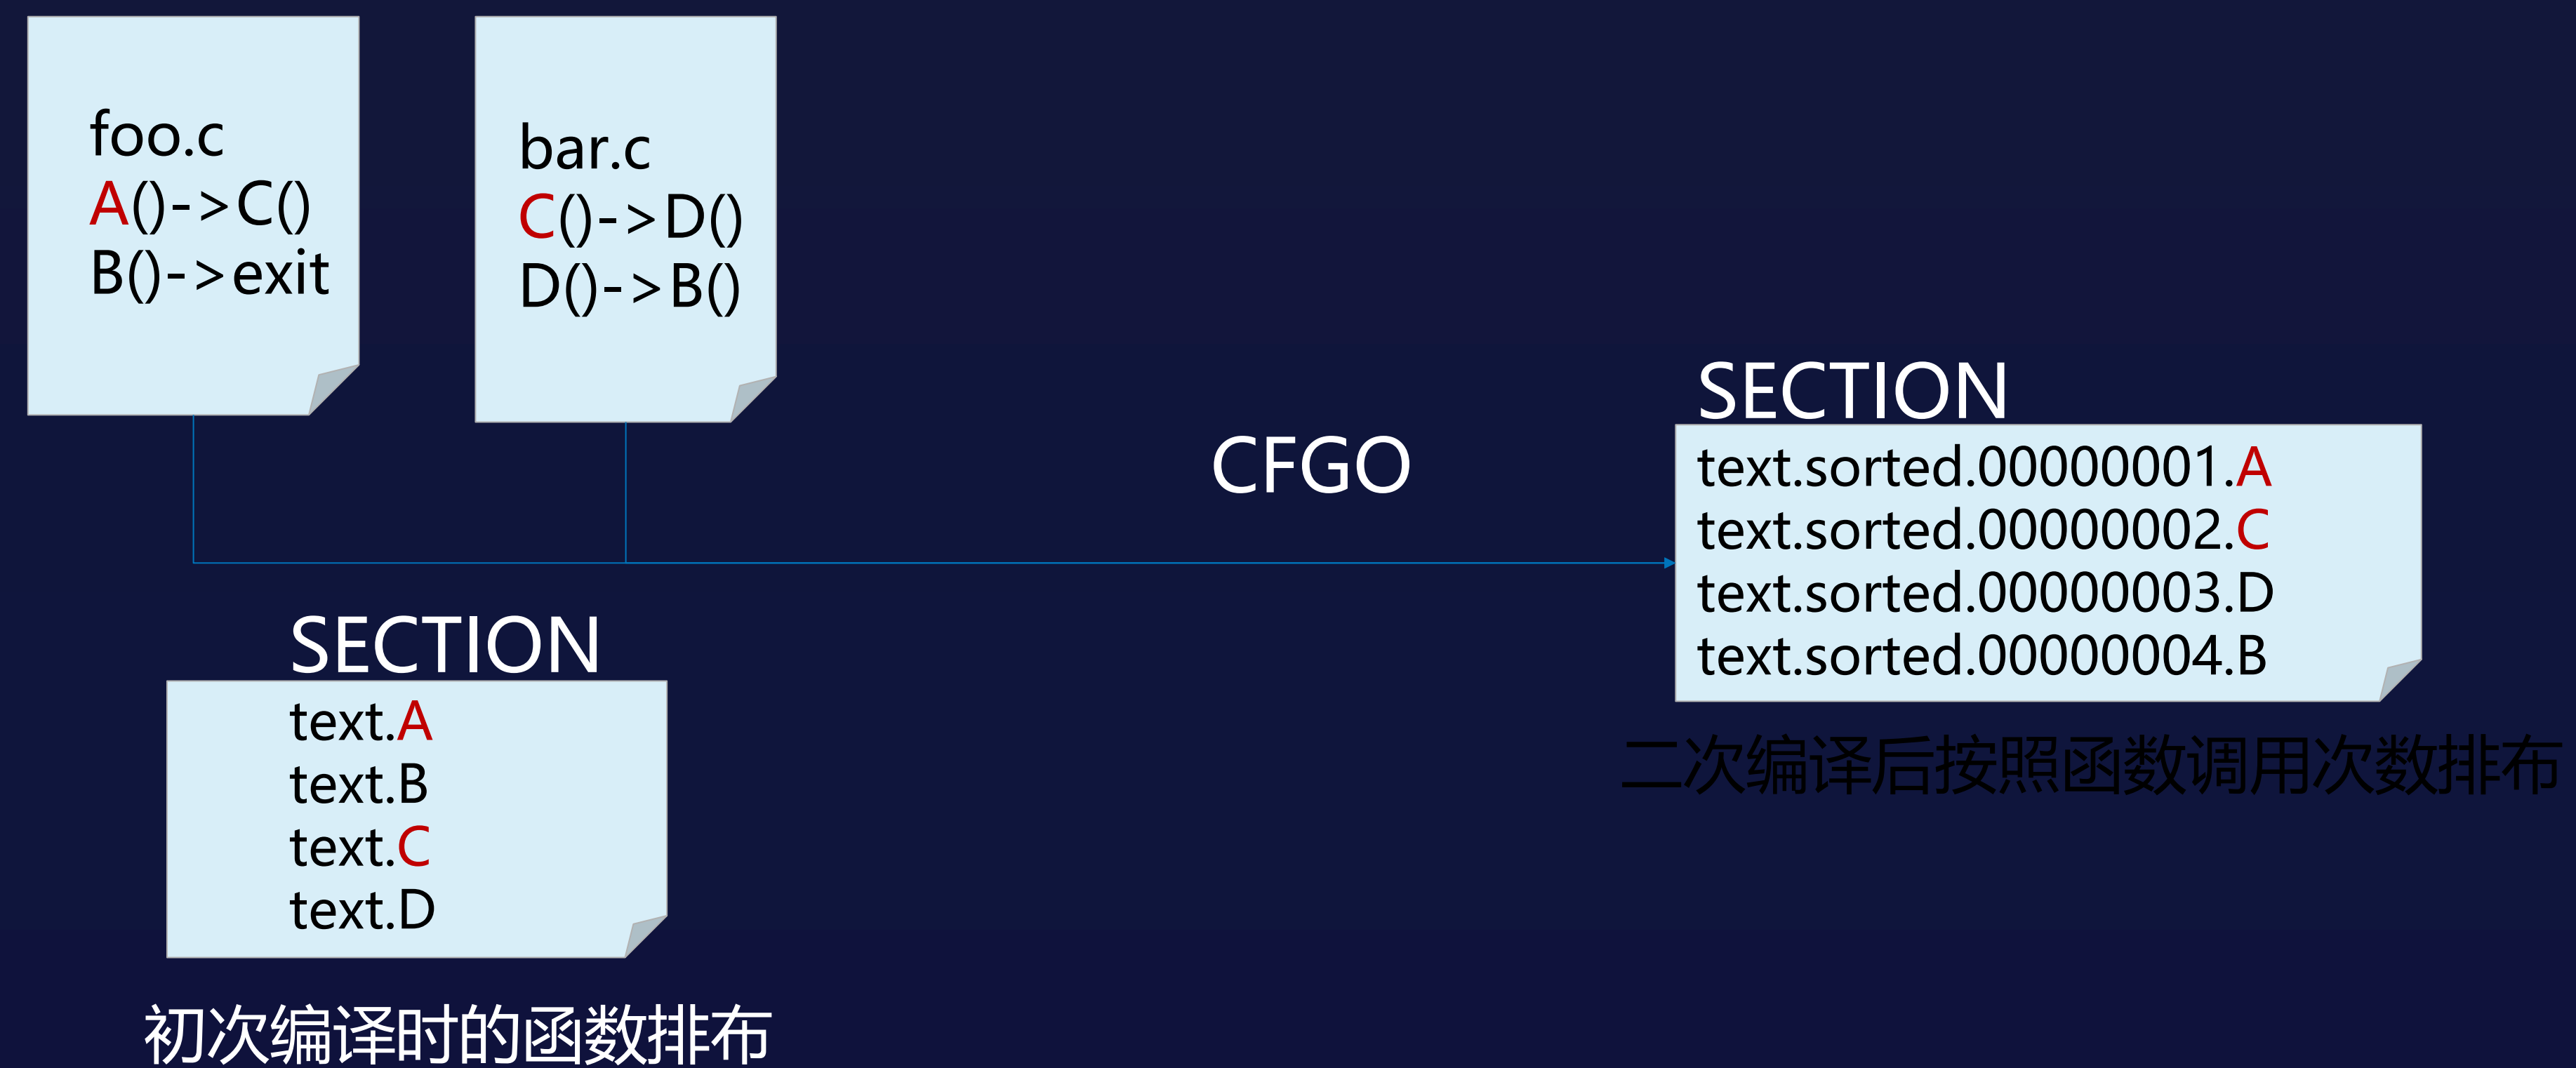 foo.c
A()->C()
B()->exit
bar.c
C()->D()
D()->B()
CFGO
SECTION
text.sorted.00000001.A
text.sorted.00000002.C
text.sorted.00000003.D
text.sorted.00000004.B
二次编译后按照函数调用次数排布
SECTION
text.A
text.B
text.C
text.D
初次编译时的函数排布